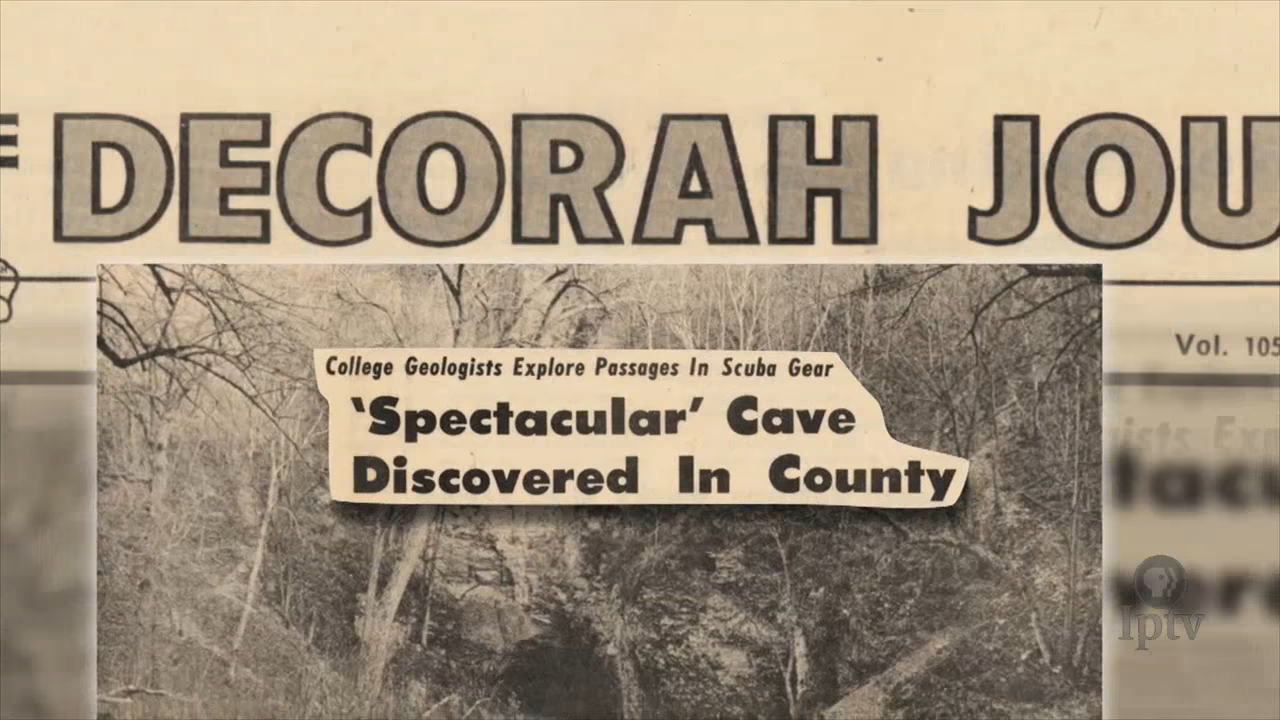 DECORAH JOU
Vol. 105
College Geologists Explore Passages In Scuba Gear
'Spectacular' Cave
Discovered In County
Iptv